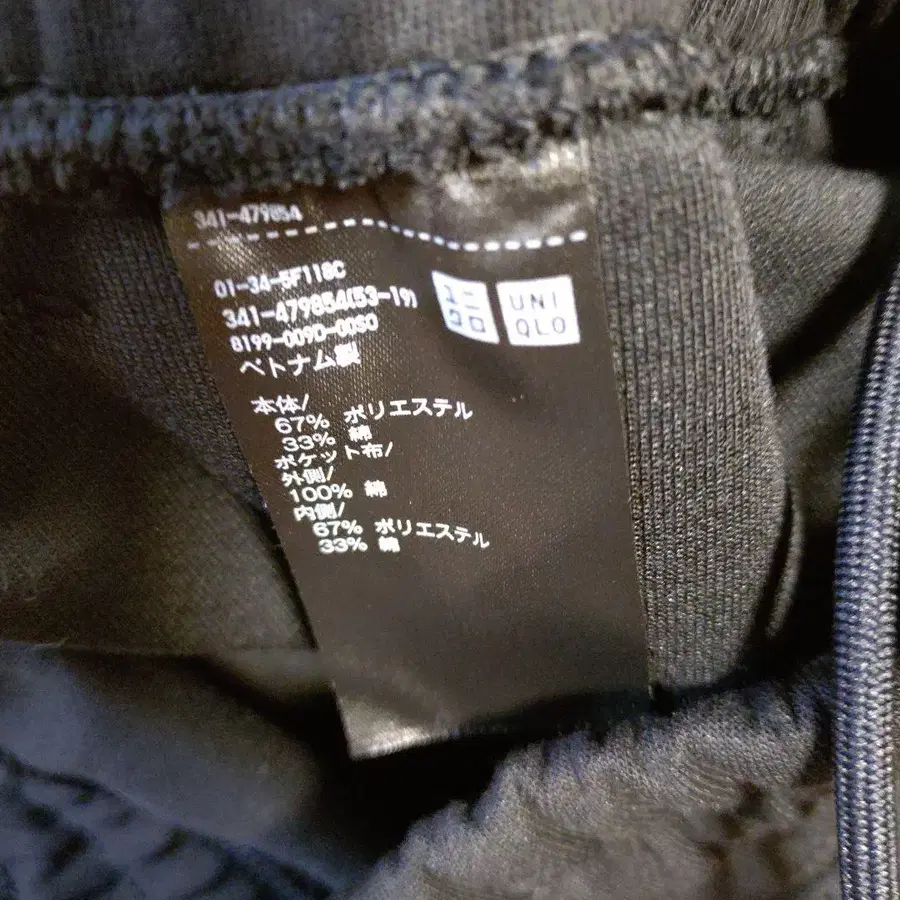 341-479854
01-34-5F118C
341-479854(53-19)
8199-009D-00S0
ベトナム製
ユニ
クロ
UNI
QLO
本体/
67% ポリエステル
33% 綿
ポケット布/
外側/
100% 綿
内側/
67% ポリエステル
33% 綿